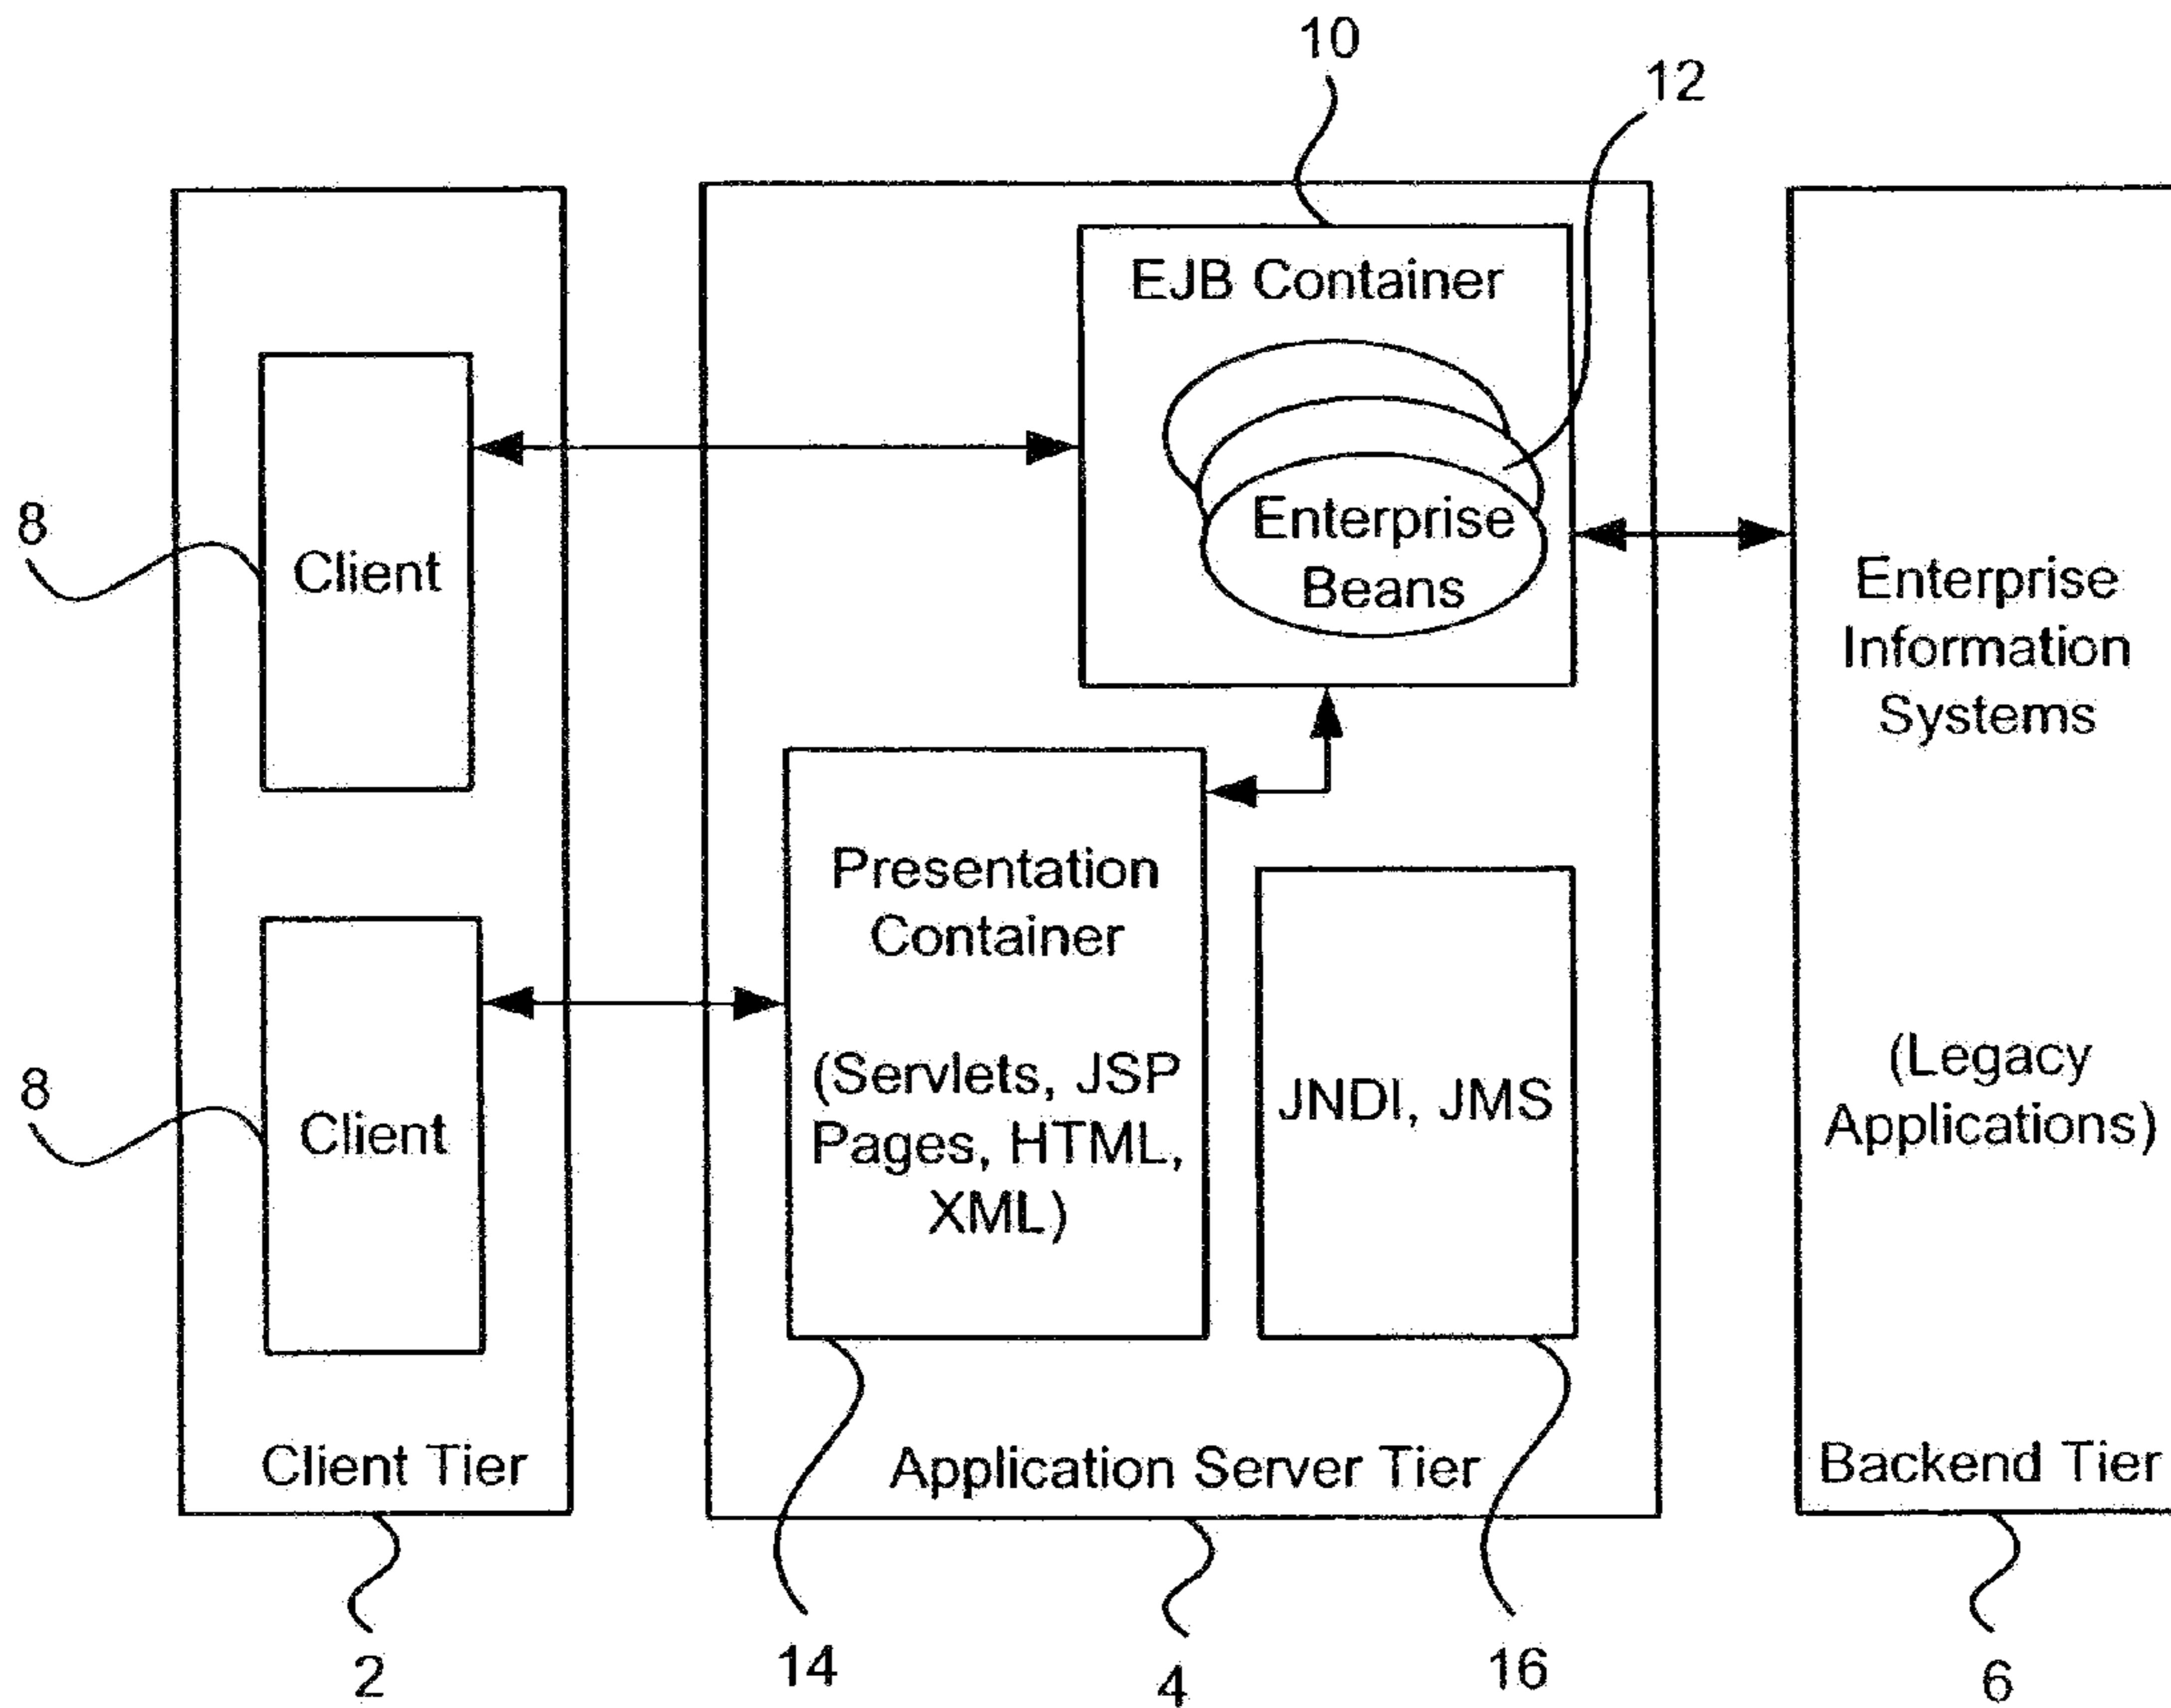 10
12
EJB Container
Enterprise
Beans
8
Client
Enterprise
Information
Systems
Presentation
Container
(Servlets, JSP
Pages, HTML,
XML)
JNDI, JMS
(Legacy
Applications)
8
Client
Client Tier
Application Server Tier
Backend Tier
2
14
4
16
6